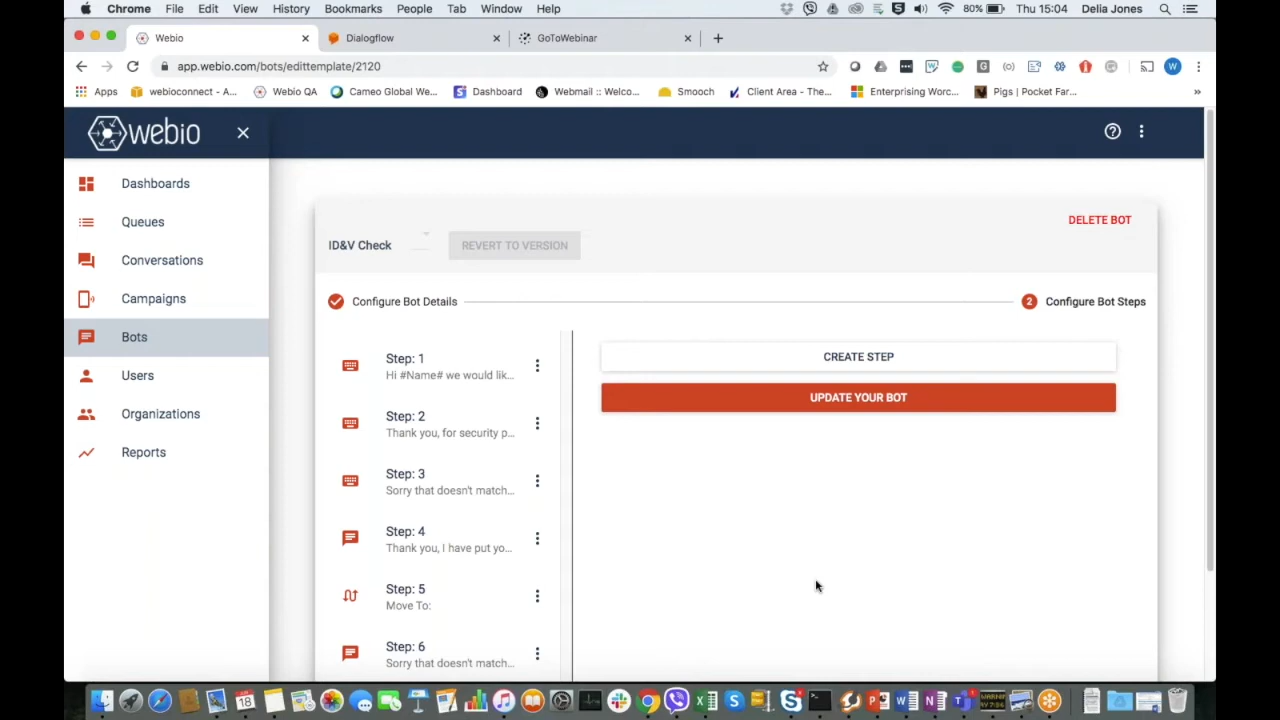 Chrome File Edit View History Bookmarks People Tab Window Help 80% Thu 15:04 Delia Jones
Webio Dialogflow GoToWebinar
app.webio.com/bots/edittemplate/2120
Apps webioconnect - A... Webio QA Cameo Global We... Dashboard Webmail :: Welco... Smooch Client Area - The... Enterprising Worc... Pigs | Pocket Far... »
webio
Dashboards
Queues
Conversations
Campaigns
Bots
Users
Organizations
Reports
DELETE BOT
ID&V Check REVERT TO VERSION
Configure Bot Details 2 Configure Bot Steps
Step: 1
Hi #Name# we would lik...
Step: 2
Thank you, for security p...
Step: 3
Sorry that doesn't match...
Step: 4
Thank you, I have put yo...
Step: 5
Move To:
Step: 6
Sorry that doesn't match...
CREATE STEP
UPDATE YOUR BOT